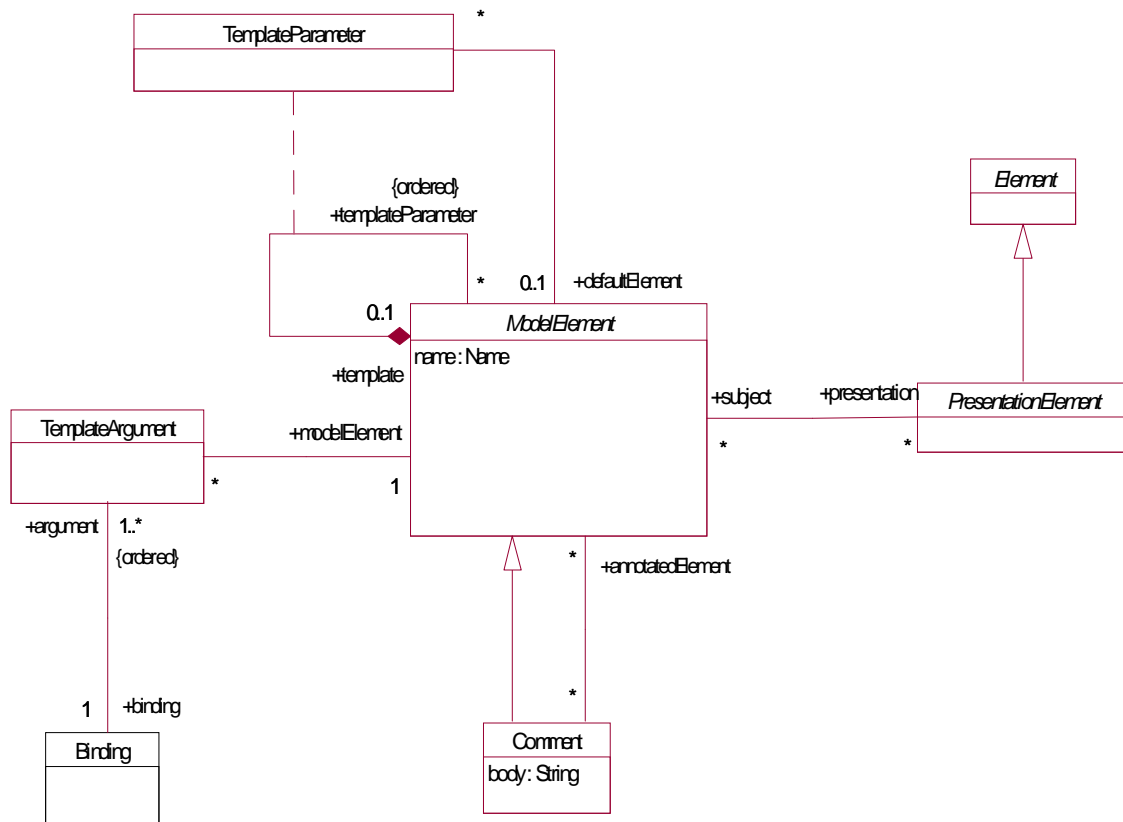 *
TemplateParameter
Element
{ordered}
+templateParameter
*
0..1
+defaultElement
0..1
ModelElement
name : Name
+template
+subject
+presentation
PresentationElement
TemplateArgument
+modelElement
*
*
*
1
+argument
1..*
{ordered}
*
+annotatedElement
*
1
+binding
Binding
Comment
body : String